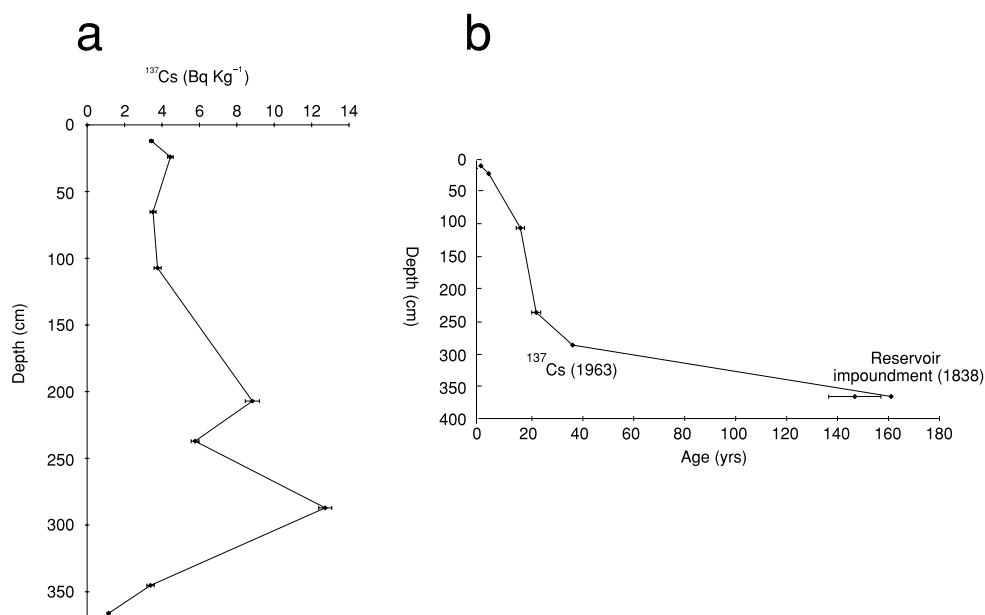 a
¹³⁷Cs (Bq Kg⁻¹)
0 2 4 6 8 10 12 14
0
50
100
150
200
250
300
350
Depth (cm)
b
0
50
100
150
200
250
300
350
400
Depth (cm)
¹³⁷Cs (1963)
Reservoir
impoundment (1838)
0 20 40 60 80 100 120 140 160 180
Age (yrs)